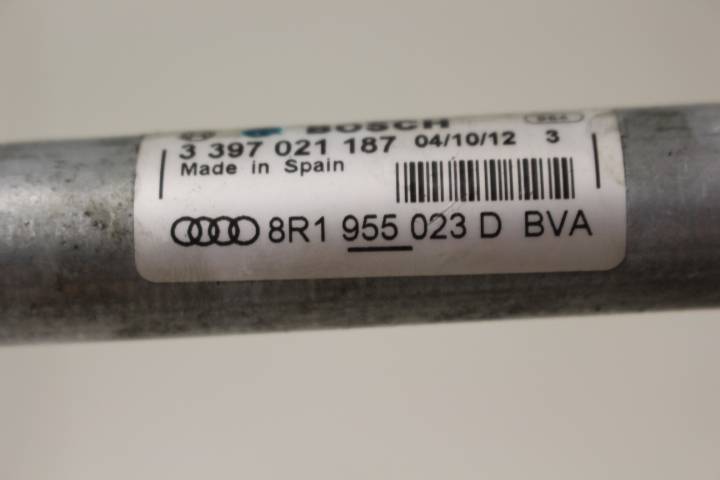 BOSCH
3 397 021 187 04/10/12 3
Made in Spain
8R1 955 023 D BVA